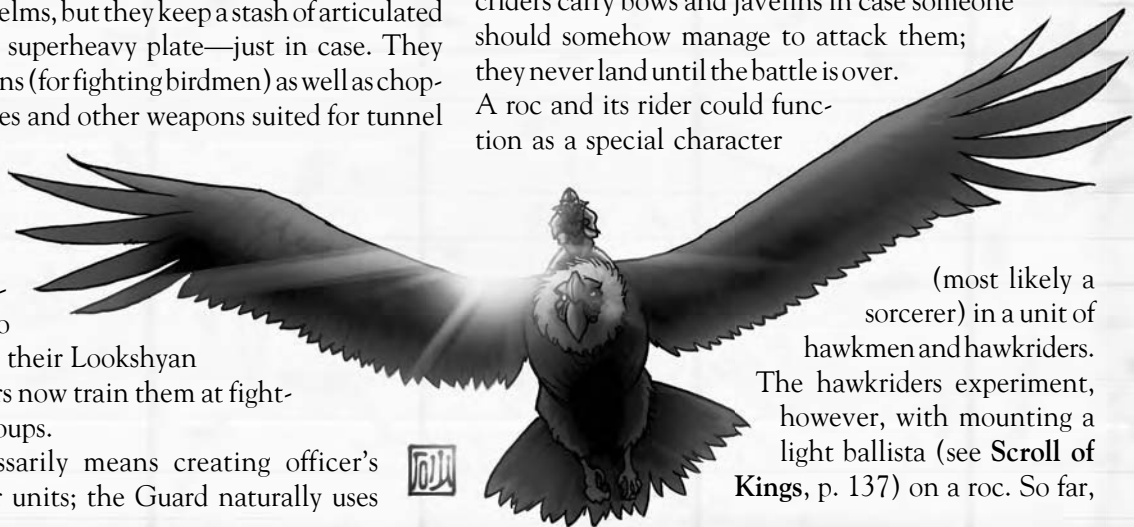 elms, but they keep a stash of articulated
superheavy plate—just in case. They
ns (for fighting birdmen) as well as chop-
es and other weapons suited for tunnel
o
their Lookshyan
rs now train them at fight-
oups.
ssarily means creating officer's
r units; the Guard naturally uses
criders carry bows and javelins in case someone
should somehow manage to attack them;
they never land until the battle is over.
A roc and its rider could func-
tion as a special character
(most likely a
sorcerer) in a unit of
hawkmen and hawkriders.
The hawkriders experiment,
however, with mounting a
light ballista (see Scroll of
Kings, p. 137) on a roc. So far,